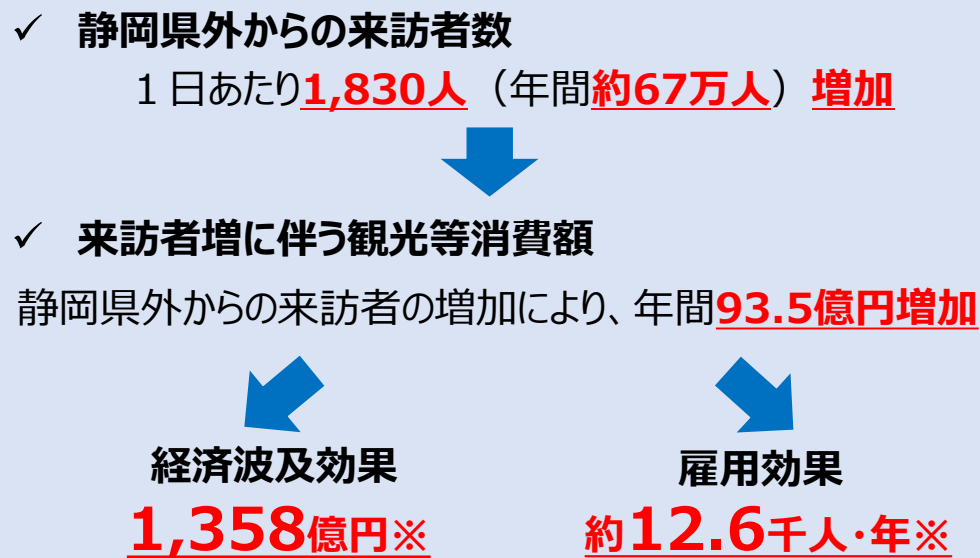 ✓ 静岡県外からの来訪者数
1日あたり1,830人（年間約67万人）増加
✓ 来訪者増に伴う観光等消費額
静岡県外からの来訪者の増加により、年間93.5億円増加
経済波及効果 雇用効果
1,358億円※ 約12.6千人･年※